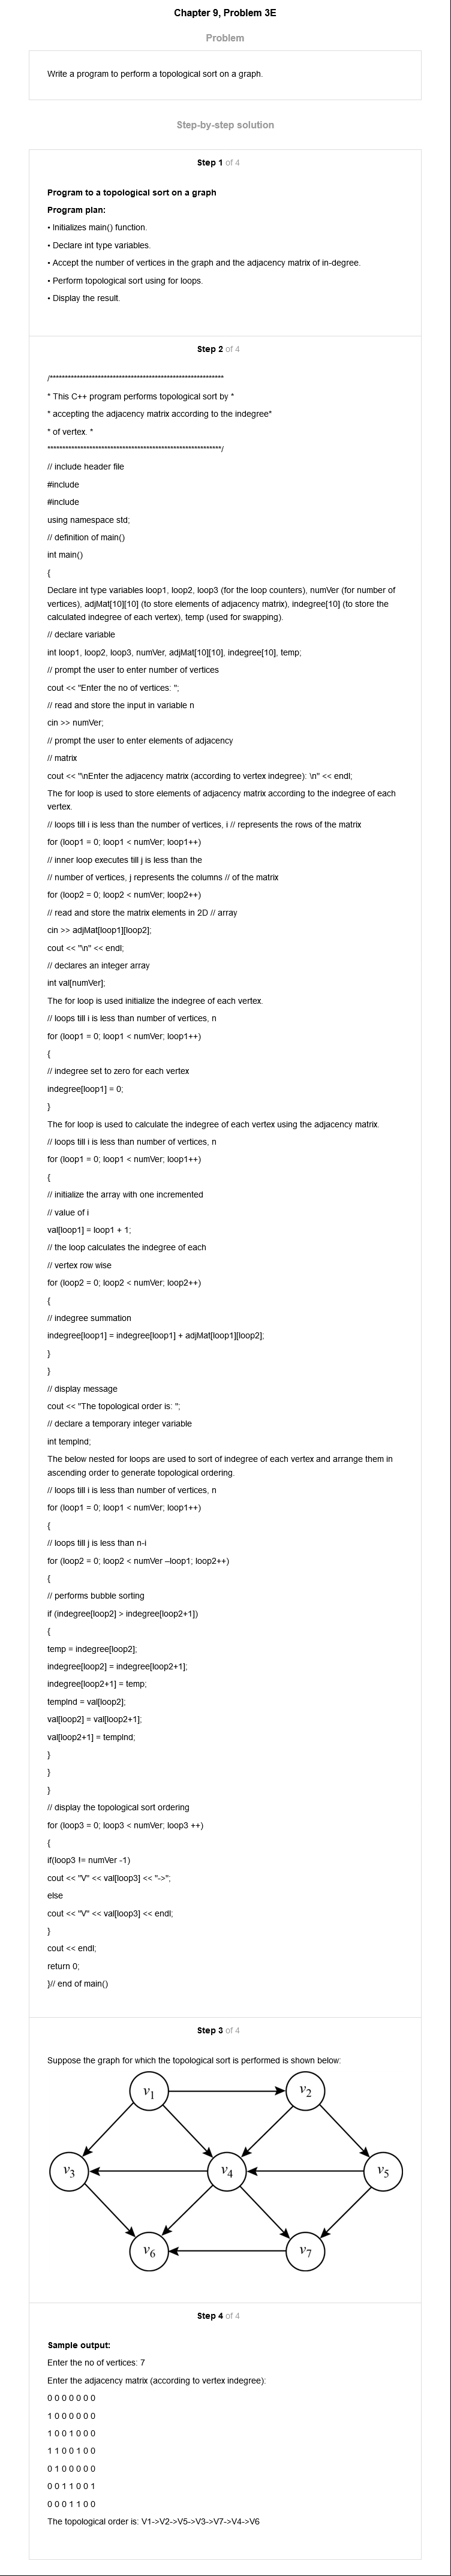 Chapter 9, Problem 3E
Problem
Write a program to perform a topological sort on a graph.
Step-by-step solution
Step 1 of 4
Program to a topological sort on a graph
Program plan:
• Initializes main() function.
• Declare int type variables.
• Accept the number of vertices in the graph and the adjacency matrix of in-degree.
• Perform topological sort using for loops.
• Display the result.
Step 2 of 4
/**********************************************************
* This C++ program performs topological sort by *
* accepting the adjacency matrix according to the indegree*
* of vertex. *
**********************************************************/
// include header file
#include
#include
using namespace std;
// definition of main()
int main()
{
Declare int type variables loop1, loop2, loop3 (for the loop counters), numVer (for number of
vertices), adjMat[10][10] (to store elements of adjacency matrix), indegree[10] (to store the
calculated indegree of each vertex), temp (used for swapping).
// declare variable
int loop1, loop2, loop3, numVer, adjMat[10][10], indegree[10], temp;
// prompt the user to enter number of vertices
cout << "Enter the no of vertices: ";
// read and store the input in variable n
cin >> numVer;
// prompt the user to enter elements of adjacency
// matrix
cout << "\nEnter the adjacency matrix (according to vertex indegree): \n" << endl;
The for loop is used to store elements of adjacency matrix according to the indegree of each
vertex.
// loops till i is less than the number of vertices, i // represents the rows of the matrix
for (loop1 = 0; loop1 < numVer; loop1++)
// inner loop executes till j is less than the
// number of vertices, j represents the columns // of the matrix
for (loop2 = 0; loop2 < numVer; loop2++)
// read and store the matrix elements in 2D // array
cin >> adjMat[loop1][loop2];
cout << "\n" << endl;
// declares an integer array
int val[numVer];
The for loop is used initialize the indegree of each vertex.
// loops till i is less than number of vertices, n
for (loop1 = 0; loop1 < numVer; loop1++)
{
// indegree set to zero for each vertex
indegree[loop1] = 0;
}
The for loop is used to calculate the indegree of each vertex using the adjacency matrix.
// loops till i is less than number of vertices, n
for (loop1 = 0; loop1 < numVer; loop1++)
{
// initialize the array with one incremented
// value of i
val[loop1] = loop1 + 1;
// the loop calculates the indegree of each
// vertex row wise
for (loop2 = 0; loop2 < numVer; loop2++)
{
// indegree summation
indegree[loop1] = indegree[loop1] + adjMat[loop1][loop2];
}
}
// display message
cout << "The topological order is: ";
// declare a temporary integer variable
int tempInd;
The below nested for loops are used to sort of indegree of each vertex and arrange them in
ascending order to generate topological ordering.
// loops till i is less than number of vertices, n
for (loop1 = 0; loop1 < numVer; loop1++)
{
// loops till j is less than n-i
for (loop2 = 0; loop2 < numVer –loop1; loop2++)
{
// performs bubble sorting
if (indegree[loop2] > indegree[loop2+1])
{
temp = indegree[loop2];
indegree[loop2] = indegree[loop2+1];
indegree[loop2+1] = temp;
tempInd = val[loop2];
val[loop2] = val[loop2+1];
val[loop2+1] = tempInd;
}
}
}
// display the topological sort ordering
for (loop3 = 0; loop3 < numVer; loop3 ++)
{
if(loop3 != numVer -1)
cout << "V" << val[loop3] << "->";
else
cout << "V" << val[loop3] << endl;
}
cout << endl;
return 0;
}// end of main()
Step 3 of 4
Suppose the graph for which the topological sort is performed is shown below:
v1 v2
v3 v4 v5
v6 v7
Step 4 of 4
Sample output:
Enter the no of vertices: 7
Enter the adjacency matrix (according to vertex indegree):
0 0 0 0 0 0 0
1 0 0 0 0 0 0
1 0 0 1 0 0 0
1 1 0 0 1 0 0
0 1 0 0 0 0 0
0 0 1 1 0 0 1
0 0 0 1 1 0 0
The topological order is: V1->V2->V5->V3->V7->V4->V6